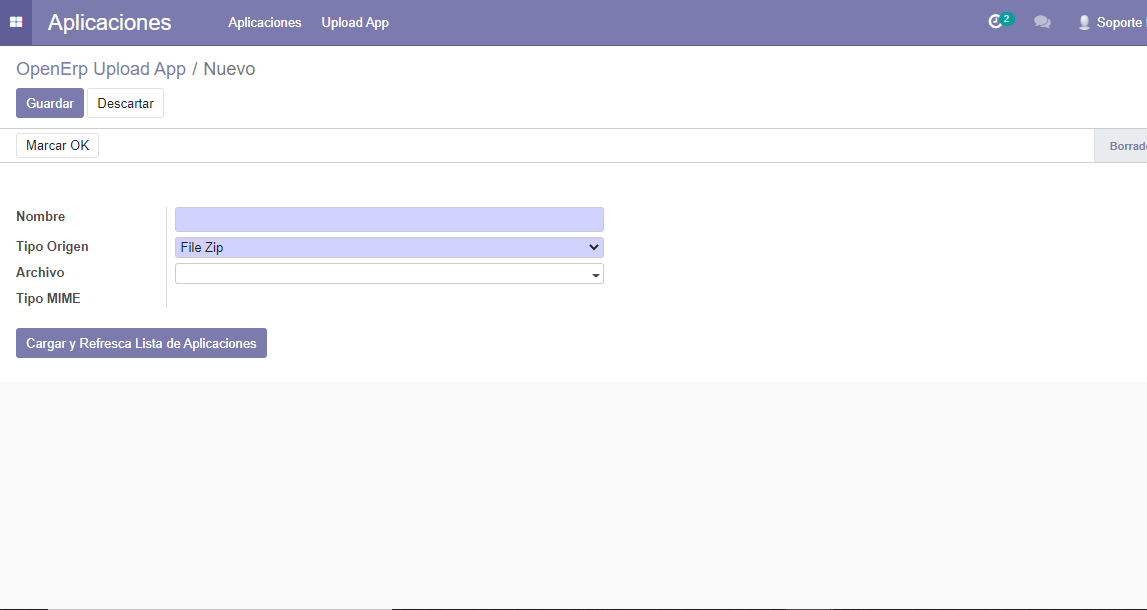 Aplicaciones Aplicaciones Upload App 2 Soporte
OpenErp Upload App / Nuevo
Guardar Descartar
Marcar OK Borrad
Nombre
Tipo Origen File Zip
Archivo
Tipo MIME
Cargar y Refresca Lista de Aplicaciones